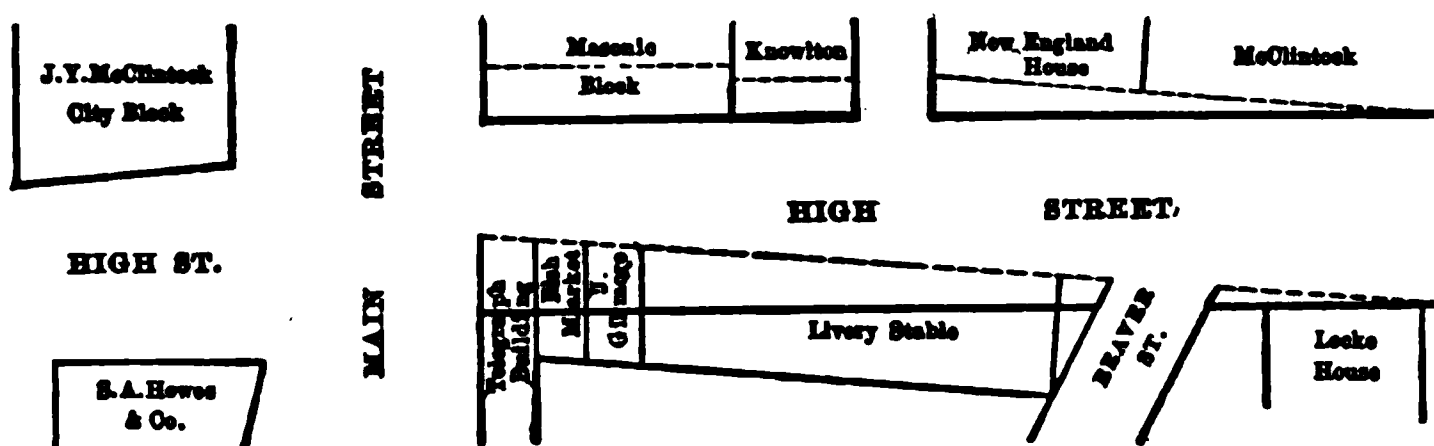 J.Y. McClintock
City Block
STREET
Masonic
Block
Knowlton
New England
House
McClintock
HIGH STREET,
HIGH ST.
MAIN
Telegraph
Building
Fish
Market
J.
Gilmore
Livery Stable
BEAVER
ST.
Locke
House
S.A. Howes
& Co.